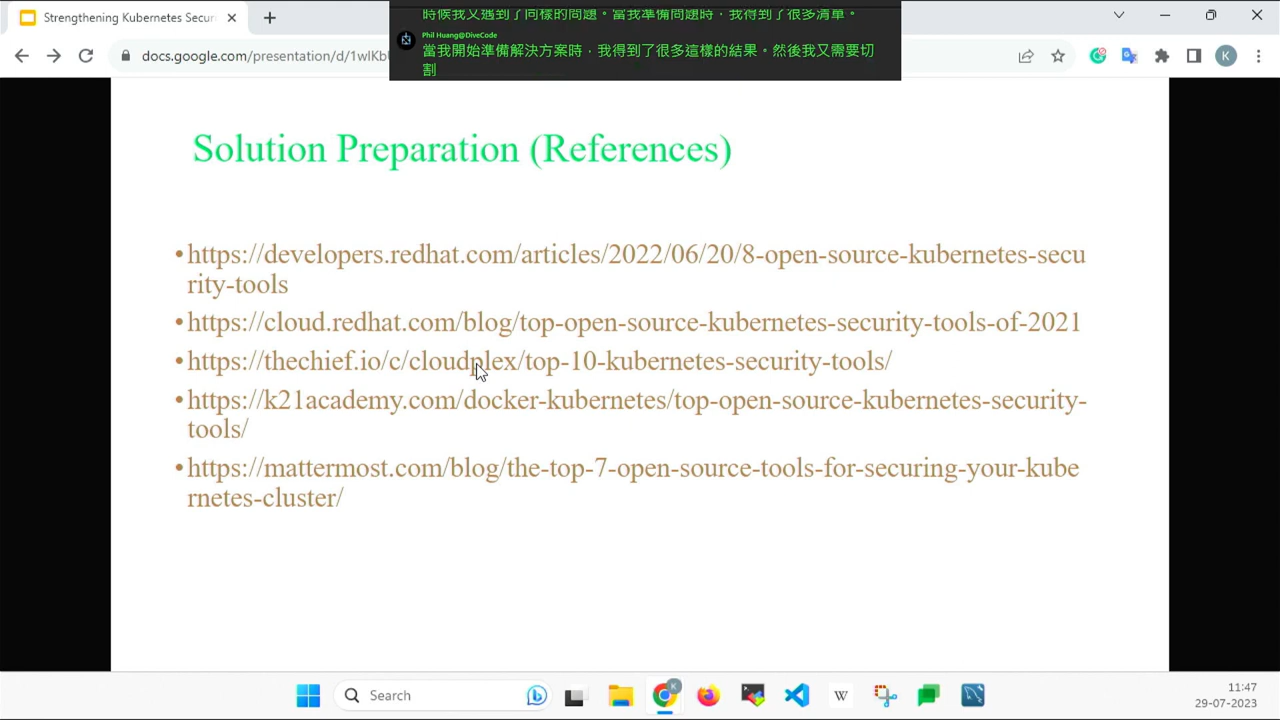 Strengthening Kubernetes Secur
docs.google.com/presentation/d/1wlKb
時候我又遇到了同樣的問題。當我準備問題時，我得到了很多清單。
Phil Huang@DiveCode
當我開始準備解決方案時，我得到了很多這樣的結果。然後我又需要切
割
K
Solution Preparation (References)
•https://developers.redhat.com/articles/2022/06/20/8-open-source-kubernetes-secu
rity-tools
•https://cloud.redhat.com/blog/top-open-source-kubernetes-security-tools-of-2021
•https://thechief.io/c/cloudplex/top-10-kubernetes-security-tools/
•https://k21academy.com/docker-kubernetes/top-open-source-kubernetes-security-
tools/
•https://mattermost.com/blog/the-top-7-open-source-tools-for-securing-your-kube
rnetes-cluster/
Search
K
W
11:47
29-07-2023